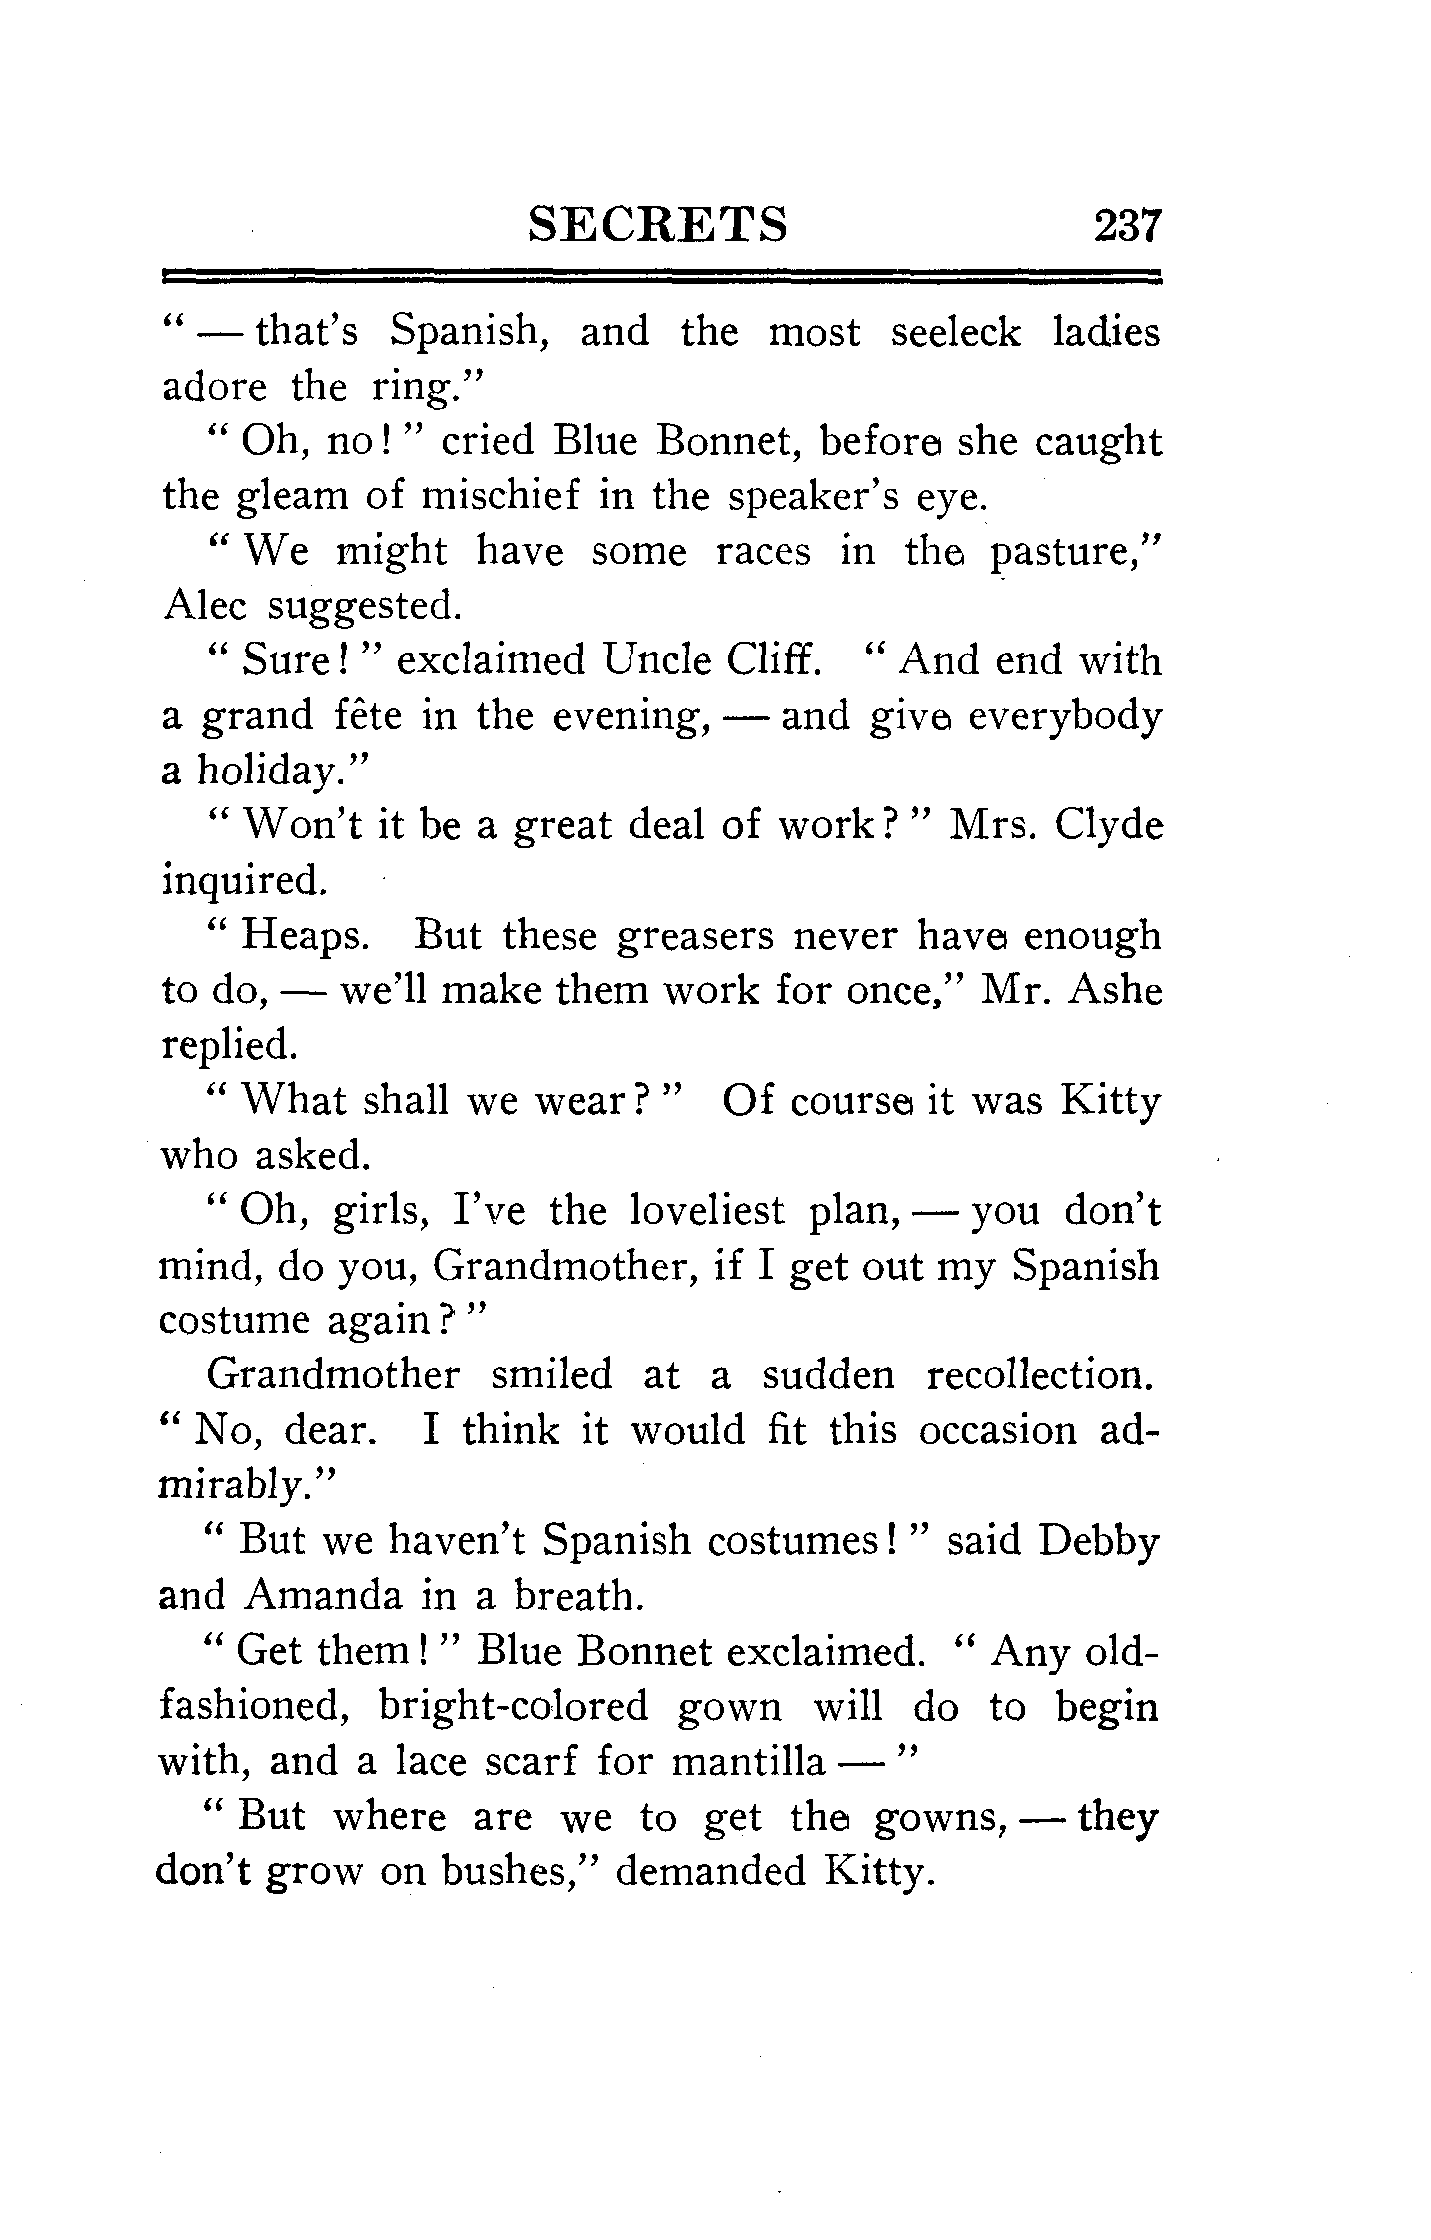 SECRETS 237
" — that's Spanish, and the most seeleck ladies
adore the ring."
" Oh, no! " cried Blue Bonnet, before she caught
the gleam of mischief in the speaker's eye.
" We might have some races in the pasture,"
Alec suggested.
" Sure! " exclaimed Uncle Cliff. " And end with
a grand fête in the evening, — and give everybody
a holiday."
" Won't it be a great deal of work? " Mrs. Clyde
inquired.
" Heaps. But these greasers never have enough
to do, — we'll make them work for once," Mr. Ashe
replied.
" What shall we wear? " Of course it was Kitty
who asked.
" Oh, girls, I've the loveliest plan, — you don't
mind, do you, Grandmother, if I get out my Spanish
costume again? "
Grandmother smiled at a sudden recollection.
" No, dear. I think it would fit this occasion ad-
mirably."
" But we haven't Spanish costumes! " said Debby
and Amanda in a breath.
" Get them! " Blue Bonnet exclaimed. " Any old-
fashioned, bright-colored gown will do to begin
with, and a lace scarf for mantilla — "
" But where are we to get the gowns, — they
don't grow on bushes," demanded Kitty.